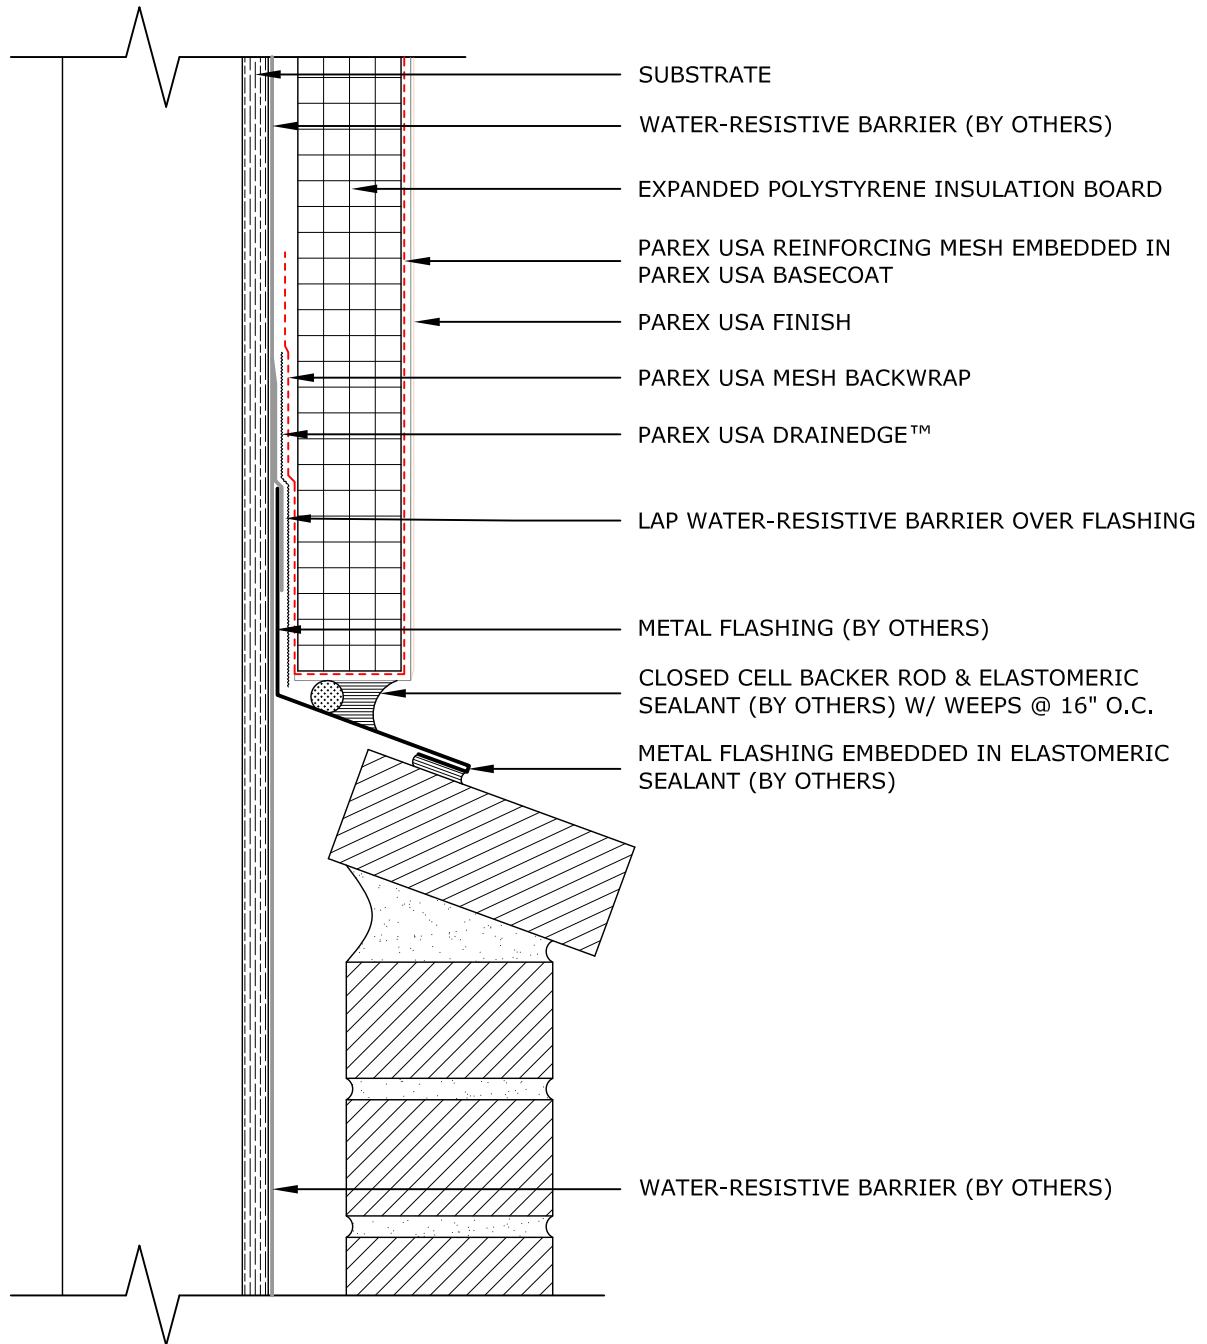 SUBSTRATE
WATER-RESISTIVE BARRIER (BY OTHERS)
EXPANDED POLYSTYRENE INSULATION BOARD
PAREX USA REINFORCING MESH EMBEDDED IN
PAREX USA BASECOAT
PAREX USA FINISH
PAREX USA MESH BACKWRAP
PAREX USA DRAINEDGE™
LAP WATER-RESISTIVE BARRIER OVER FLASHING
METAL FLASHING (BY OTHERS)
CLOSED CELL BACKER ROD & ELASTOMERIC
SEALANT (BY OTHERS) W/ WEEPS @ 16" O.C.
METAL FLASHING EMBEDDED IN ELASTOMERIC
SEALANT (BY OTHERS)
WATER-RESISTIVE BARRIER (BY OTHERS)